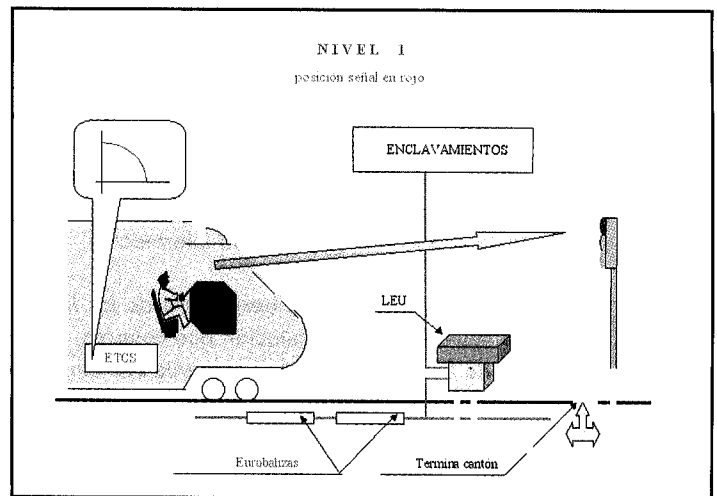 NIVEL 1
posición señal en rojo
ENCLAVAMIENTOS
LEU
ETCS
Eurobalizas
Termina cantón